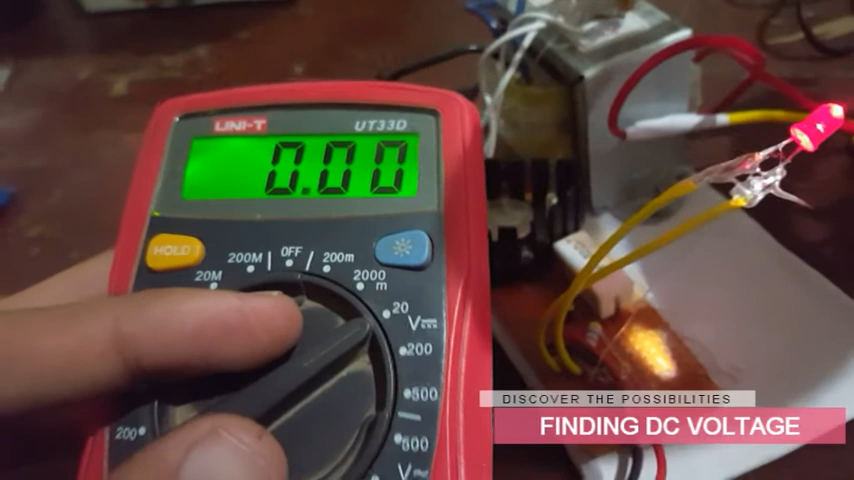 UNI-T UT33D
0.00
HOLD
200M OFF 200m
20M 2000
m
20
V
200
500
200 600
V~
DISCOVER THE POSSIBILITIES
FINDING DC VOLTAGE